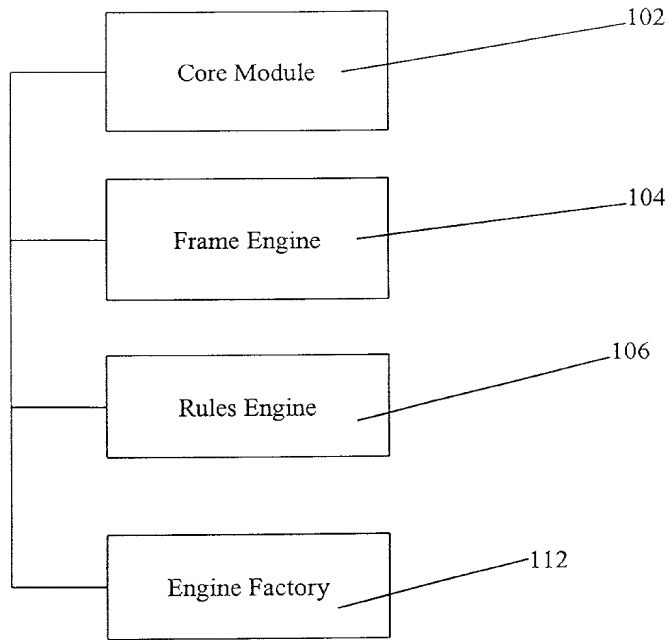 102
Core Module
104
Frame Engine
106
Rules Engine
112
Engine Factory